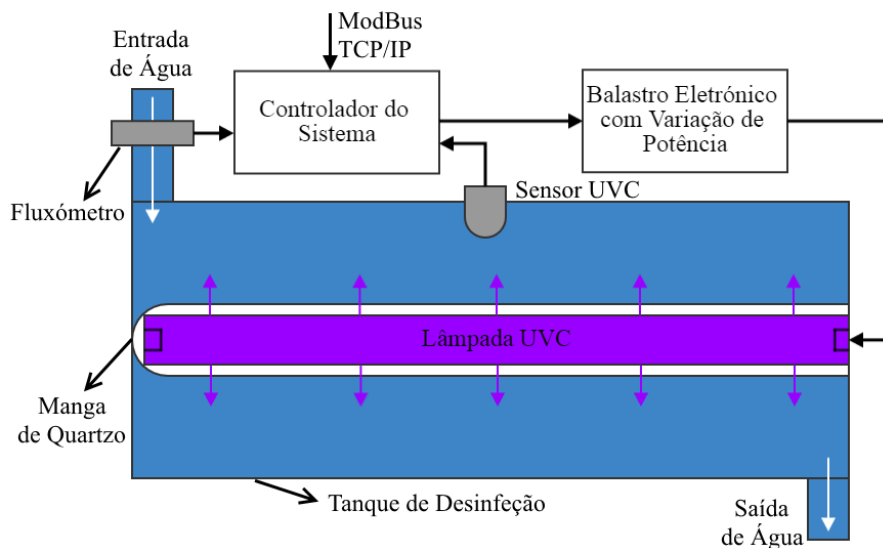 ModBus
TCP/IP
Entrada
de Água
Controlador do
Sistema
Balastro Eletrónico
com Variação de
Potência
Fluxómetro
Sensor UVC
Lâmpada UVC
Manga
de Quartzo
Tanque de Desinfeção
Saída
de Água